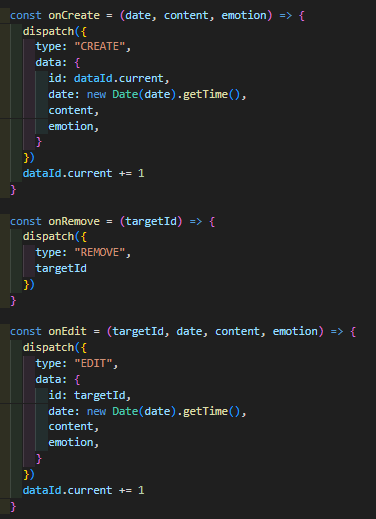 const onCreate = (date, content, emotion) => {
dispatch({
type: "CREATE",
data: {
id: dataId.current,
date: new Date(date).getTime(),
content,
emotion,
}
})
dataId.current += 1
}
const onRemove = (targetId) => {
dispatch({
type: "REMOVE",
targetId
})
}
const onEdit = (targetId, date, content, emotion) => {
dispatch({
type: "EDIT",
data: {
id: targetId,
date: new Date(date).getTime(),
content,
emotion,
}
})
dataId.current += 1
}